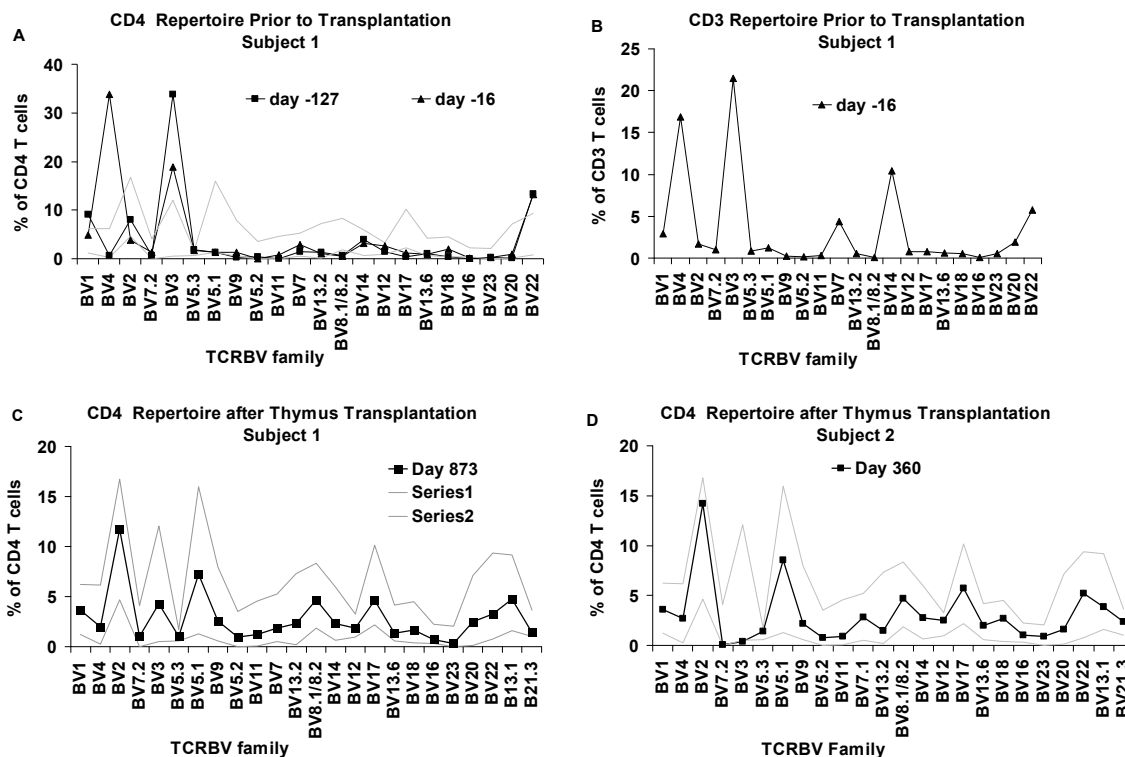 A
CD4 Repertoire Prior to Transplantation
Subject 1
% of CD4 T cells
40
30
20
10
0
day -127
day -16
BV1
BV4
BV2
BV7.2
BV3
BV5.3
BV5.1
BV9
BV5.2
BV11
BV7
BV13.2
BV8.1/8.2
BV14
BV12
BV17
BV13.6
BV18
BV16
BV23
BV20
BV22
TCRBV family
B
CD3 Repertoire Prior to Transplantation
Subject 1
% of CD3 T cells
25
20
15
10
5
0
day -16
BV1
BV4
BV2
BV7.2
BV3
BV5.3
BV5.1
BV9
BV5.2
BV11
BV7
BV13.2
BV8.1/8.2
BV14
BV12
BV17
BV13.6
BV18
BV16
BV23
BV20
BV22
TCRBV family
C
CD4 Repertoire after Thymus Transplantation
Subject 1
% of CD4 T cells
20
15
10
5
0
Day 873
Series1
Series2
BV1
BV4
BV2
BV7.2
BV3
BV5.3
BV5.1
BV9
BV5.2
BV11
BV7
BV13.2
BV8.1/8.2
BV14
BV12
BV17
BV13.6
BV18
BV16
BV23
BV20
BV22
B13.1
B21.3
TCRBV family
D
CD4 Repertoire after Thymus Transplantation
Subject 2
% of CD4 T cells
20
15
10
5
0
Day 360
BV1
BV4
BV2
BV7.2
BV3
BV5.3
BV5.1
BV9
BV5.2
BV11
BV7.1
BV13.2
BV8.1/8.2
BV14
BV12
BV17
BV13.6
BV18
BV16
BV23
BV20
BV22
BV13.1
BV21.3
TCRBV Family